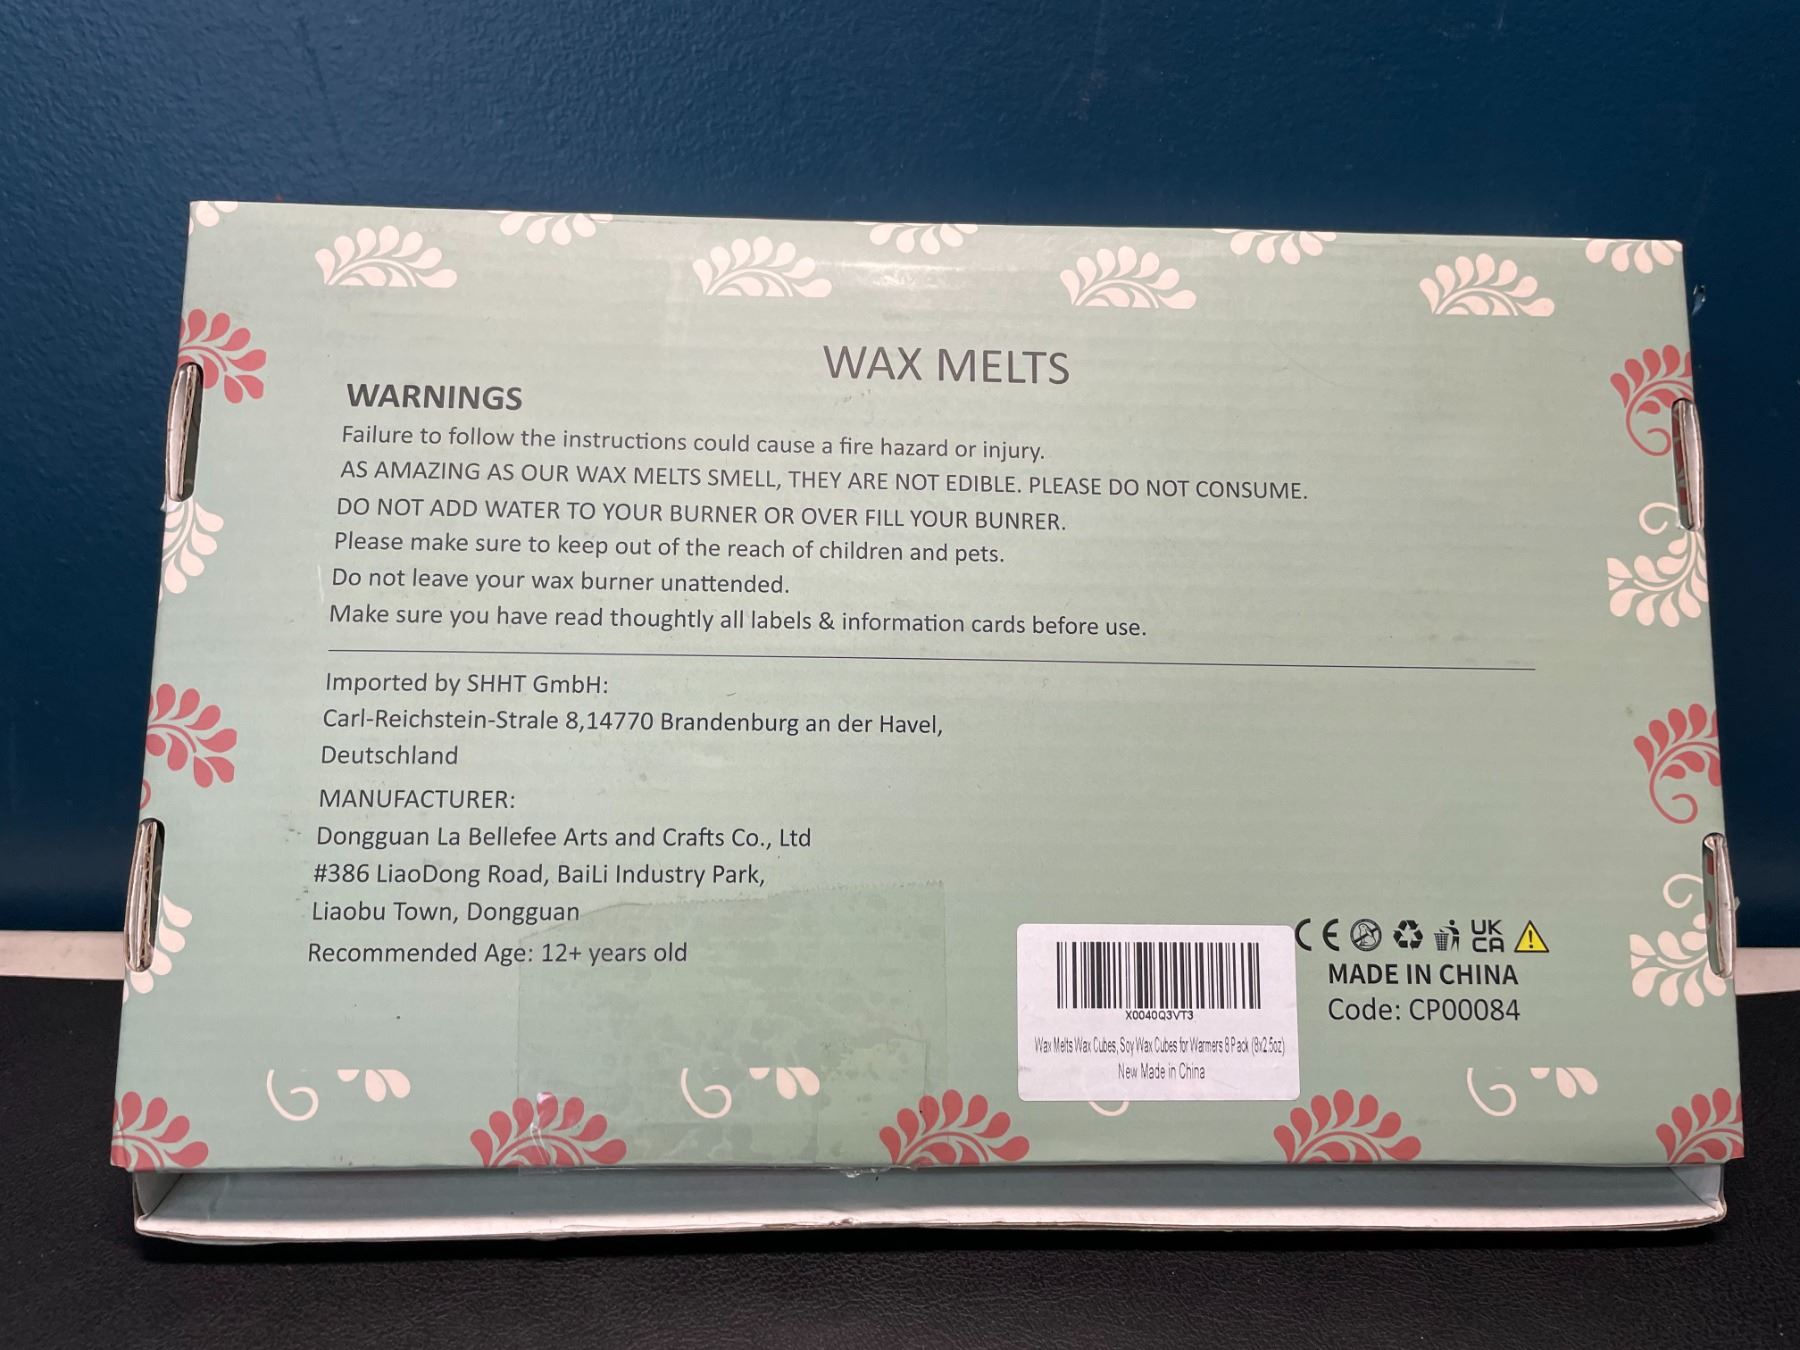 WAX MELTS
WARNINGS
Failure to follow the instructions could cause a fire hazard or injury.
AS AMAZING AS OUR WAX MELTS SMELL, THEY ARE NOT EDIBLE. PLEASE DO NOT CONSUME.
DO NOT ADD WATER TO YOUR BURNER OR OVER FILL YOUR BUNRER.
Please make sure to keep out of the reach of children and pets.
Do not leave your wax burner unattended.
Make sure you have read thoughtly all labels & information cards before use.
Imported by SHHT GmbH:
Carl-Reichstein-Strale 8,14770 Brandenburg an der Havel,
Deutschland
MANUFACTURER:
Dongguan La Bellefee Arts and Crafts Co., Ltd
#386 LiaoDong Road, BaiLi Industry Park,
Liaobu Town, Dongguan
Recommended Age: 12+ years old
X0040Q3VT3
Wax Melts Wax Cubes, Soy Wax Cubes for Warmers 8 Pack (8x2.5oz)
New Made in China
CE UK
CA
MADE IN CHINA
Code: CP00084